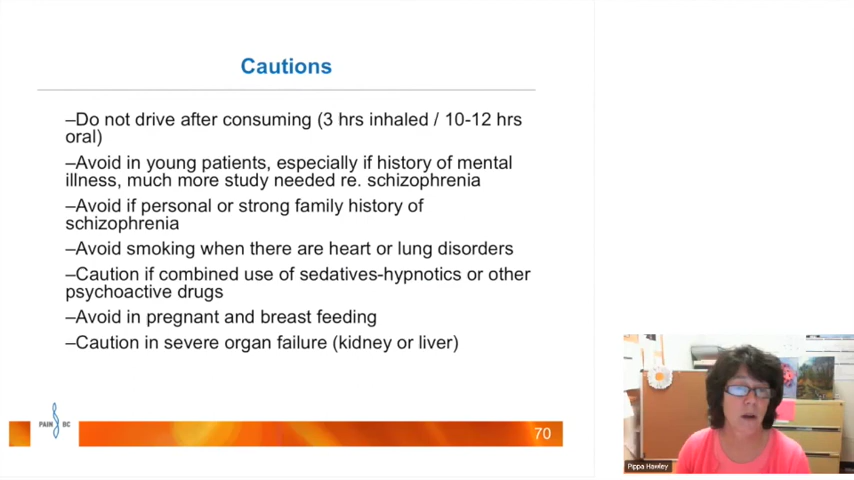 Cautions
–Do not drive after consuming (3 hrs inhaled / 10-12 hrs
oral)
–Avoid in young patients, especially if history of mental
illness, much more study needed re. schizophrenia
–Avoid if personal or strong family history of
schizophrenia
–Avoid smoking when there are heart or lung disorders
–Caution if combined use of sedatives-hypnotics or other
psychoactive drugs
–Avoid in pregnant and breast feeding
–Caution in severe organ failure (kidney or liver)
PAIN BC
70
Pippa Hawley